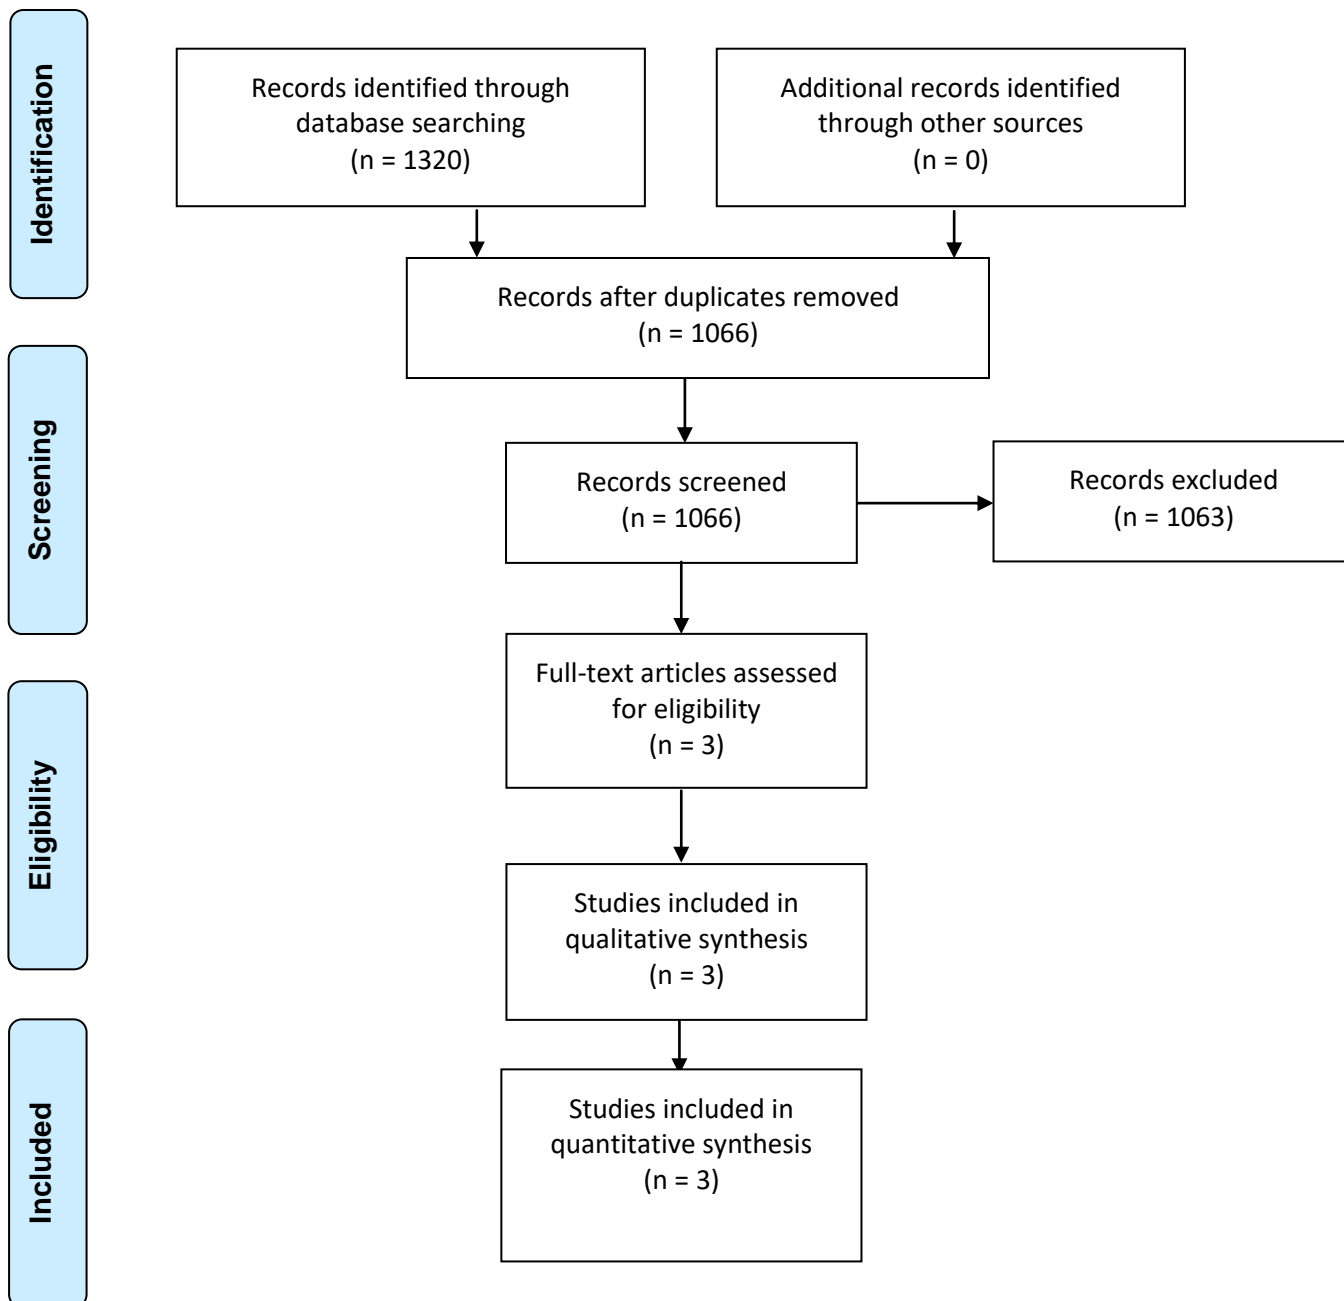 Identification
Records identified through
database searching
(n = 1320)
Additional records identified
through other sources
(n = 0)
Records after duplicates removed
(n = 1066)
Screening
Records screened
(n = 1066)
Records excluded
(n = 1063)
Full-text articles assessed
for eligibility
(n = 3)
Eligibility
Studies included in
qualitative synthesis
(n = 3)
Included
Studies included in
quantitative synthesis
(n = 3)